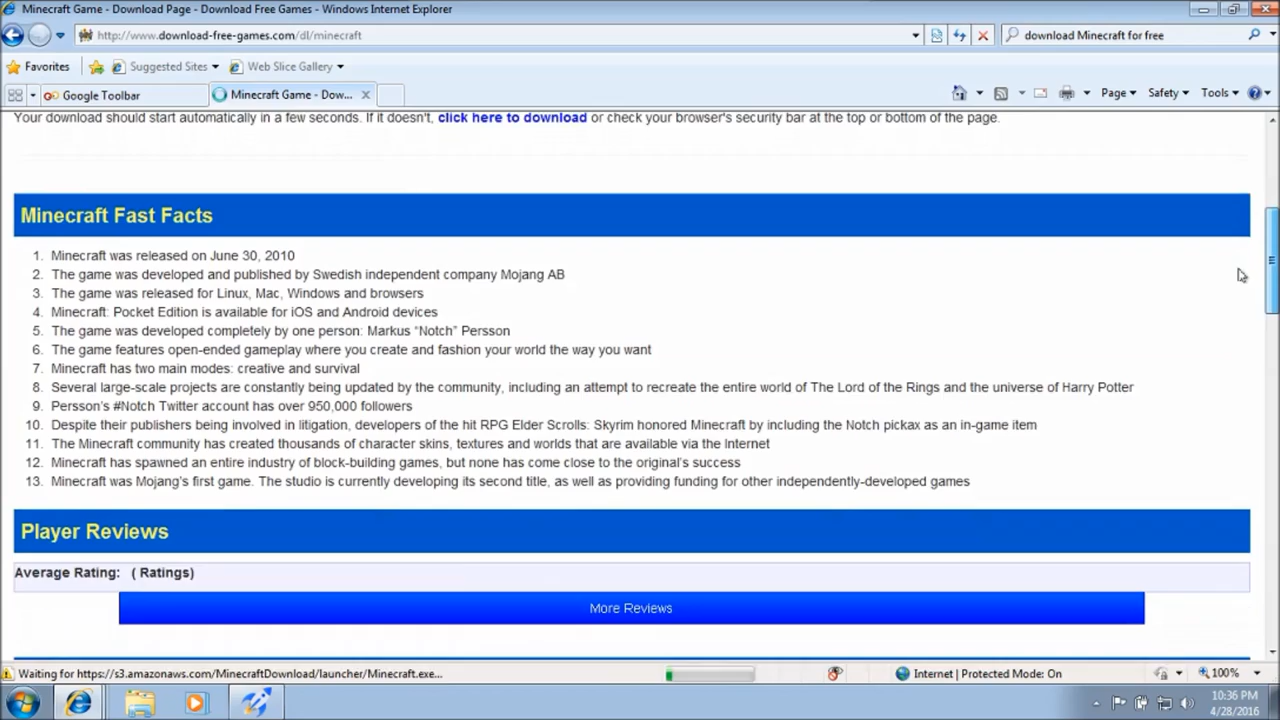 Minecraft Game - Download Page - Download Free Games - Windows Internet Explorer
http://www.download-free-games.com/dl/minecraft
download Minecraft for free
Favorites Suggested Sites Web Slice Gallery
Google Toolbar Minecraft Game - Dow... Page Safety Tools
Your download should start automatically in a few seconds. If it doesn't, click here to download or check your browser's security bar at the top or bottom of the page.
Minecraft Fast Facts
1. Minecraft was released on June 30, 2010
2. The game was developed and published by Swedish independent company Mojang AB
3. The game was released for Linux, Mac, Windows and browsers
4. Minecraft: Pocket Edition is available for iOS and Android devices
5. The game was developed completely by one person: Markus “Notch” Persson
6. The game features open-ended gameplay where you create and fashion your world the way you want
7. Minecraft has two main modes: creative and survival
8. Several large-scale projects are constantly being updated by the community, including an attempt to recreate the entire world of The Lord of the Rings and the universe of Harry Potter
9. Persson's #Notch Twitter account has over 950,000 followers
10. Despite their publishers being involved in litigation, developers of the hit RPG Elder Scrolls: Skyrim honored Minecraft by including the Notch pickax as an in-game item
11. The Minecraft community has created thousands of character skins, textures and worlds that are available via the Internet
12. Minecraft has spawned an entire industry of block-building games, but none has come close to the original's success
13. Minecraft was Mojang's first game. The studio is currently developing its second title, as well as providing funding for other independently-developed games
Player Reviews
Average Rating: ( Ratings)
More Reviews
Waiting for https://s3.amazonaws.com/MinecraftDownload/launcher/Minecraft.exe... Internet | Protected Mode: On 100%
10:36 PM
4/28/2016